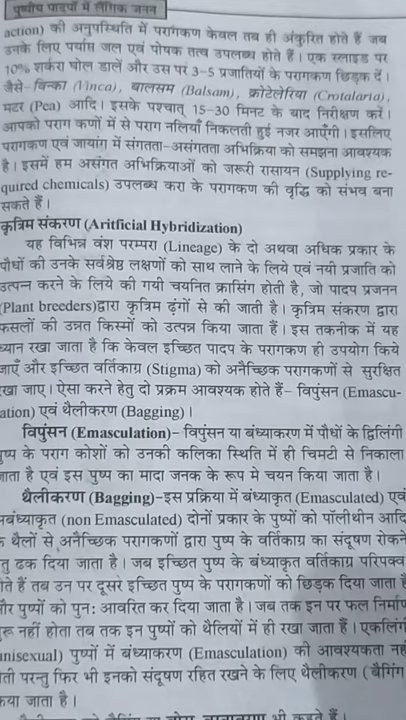 पुष्पीय पादपों में लैंगिक जनन
action) की अनुपस्थिति में परागकण केवल तब ही अंकुरित होते हैं जब
उनके लिए पर्याप्त जल एवं पोषक तत्व उपलब्ध होते हैं। एक स्लाइड पर
10% शर्करा घोल डालें और उस पर 3-5 प्रजातियों के परागकण छिड़क दें।
जैसे-विन्का (Vinca), बालसम (Balsam), क्रोटेलेरिया (Crotalaria),
मटर (Pea) आदि। इसके पश्चात् 15-30 मिनट के बाद निरीक्षण करें।
आपको पराग कणों में से पराग नलियाँ निकलती हुई नजर आएँगी। इसलिए
परागकण एवं जायांग में संगतता-असंगतता अभिक्रिया को समझना आवश्यक
है। इसमें हम असंगत अभिक्रियाओं को जरूरी रासायन (Supplying re-
quired chemicals) उपलब्ध करा के परागकण की वृद्धि को संभव बना
सकते हैं।
कृत्रिम संकरण (Aritficial Hybridization)
यह विभिन्न वंश परम्परा (Lineage) के दो अथवा अधिक प्रकार के
पौधों की उनके सर्वश्रेष्ठ लक्षणों को साथ लाने के लिये एवं नयी प्रजाति को
उत्पन्न करने के लिये की गयी चयनित क्रासिंग होती है, जो पादप प्रजनन
(Plant breeders)द्वारा कृत्रिम ढ़ंगों से की जाती है। कृत्रिम संकरण द्वारा
फसलों की उन्नत किस्मों को उत्पन्न किया जाता हैं। इस तकनीक में यह
ध्यान रखा जाता है कि केवल इच्छित पादप के परागकण ही उपयोग किये
जाएँ और इच्छित वर्तिकाग्र (Stigma) को अनैच्छिक परागकणों से सुरक्षित
रखा जाए। ऐसा करने हेतु दो प्रक्रम आवश्यक होते हैं- विपुंसन (Emascu-
ation) एवं थैलीकरण (Bagging)।
विपुंसन (Emasculation)- विपुंसन या बंध्याकरण में पौधों के द्विलिंगी
पुष्प के पराग कोशों को उनकी कलिका स्थिति में ही चिमटी से निकाला
जाता है एवं इस पुष्प का मादा जनक के रूप मे चयन किया जाता है।
थैलीकरण (Bagging)-इस प्रक्रिया में बंध्याकृत (Emasculated) एवं
अबंध्याकृत (non Emasculated) दोनों प्रकार के पुष्पों को पॉलीथीन आदि
के थैलों से अनैच्छिक परागकणों द्वारा पुष्प के वर्तिकाग्र का संदूषण रोकने
तु ढक दिया जाता है। जब इच्छित पुष्प के बंध्याकृत वर्तिकाग्र परिपक्व
ोते हैं तब उन पर दूसरे इच्छित पुष्प के परागकणों को छिड़क दिया जाता है
और पुष्पों को पुन: आवरित कर दिया जाता है। जब तक इन पर फल निर्माण
शुरू नहीं होता तब तक इन पुष्पों को थैलियों में ही रखा जाता हैं। एकलिंगी
unisexual) पुष्पों में बंध्याकरण (Emasculation) की आवश्यकता नहीं
ोती परन्तु फिर भी इनको संदूषण रहित रखने के लिए थैलीकरण (बैगिंग
किया जाता है।
भी कहते हैं।